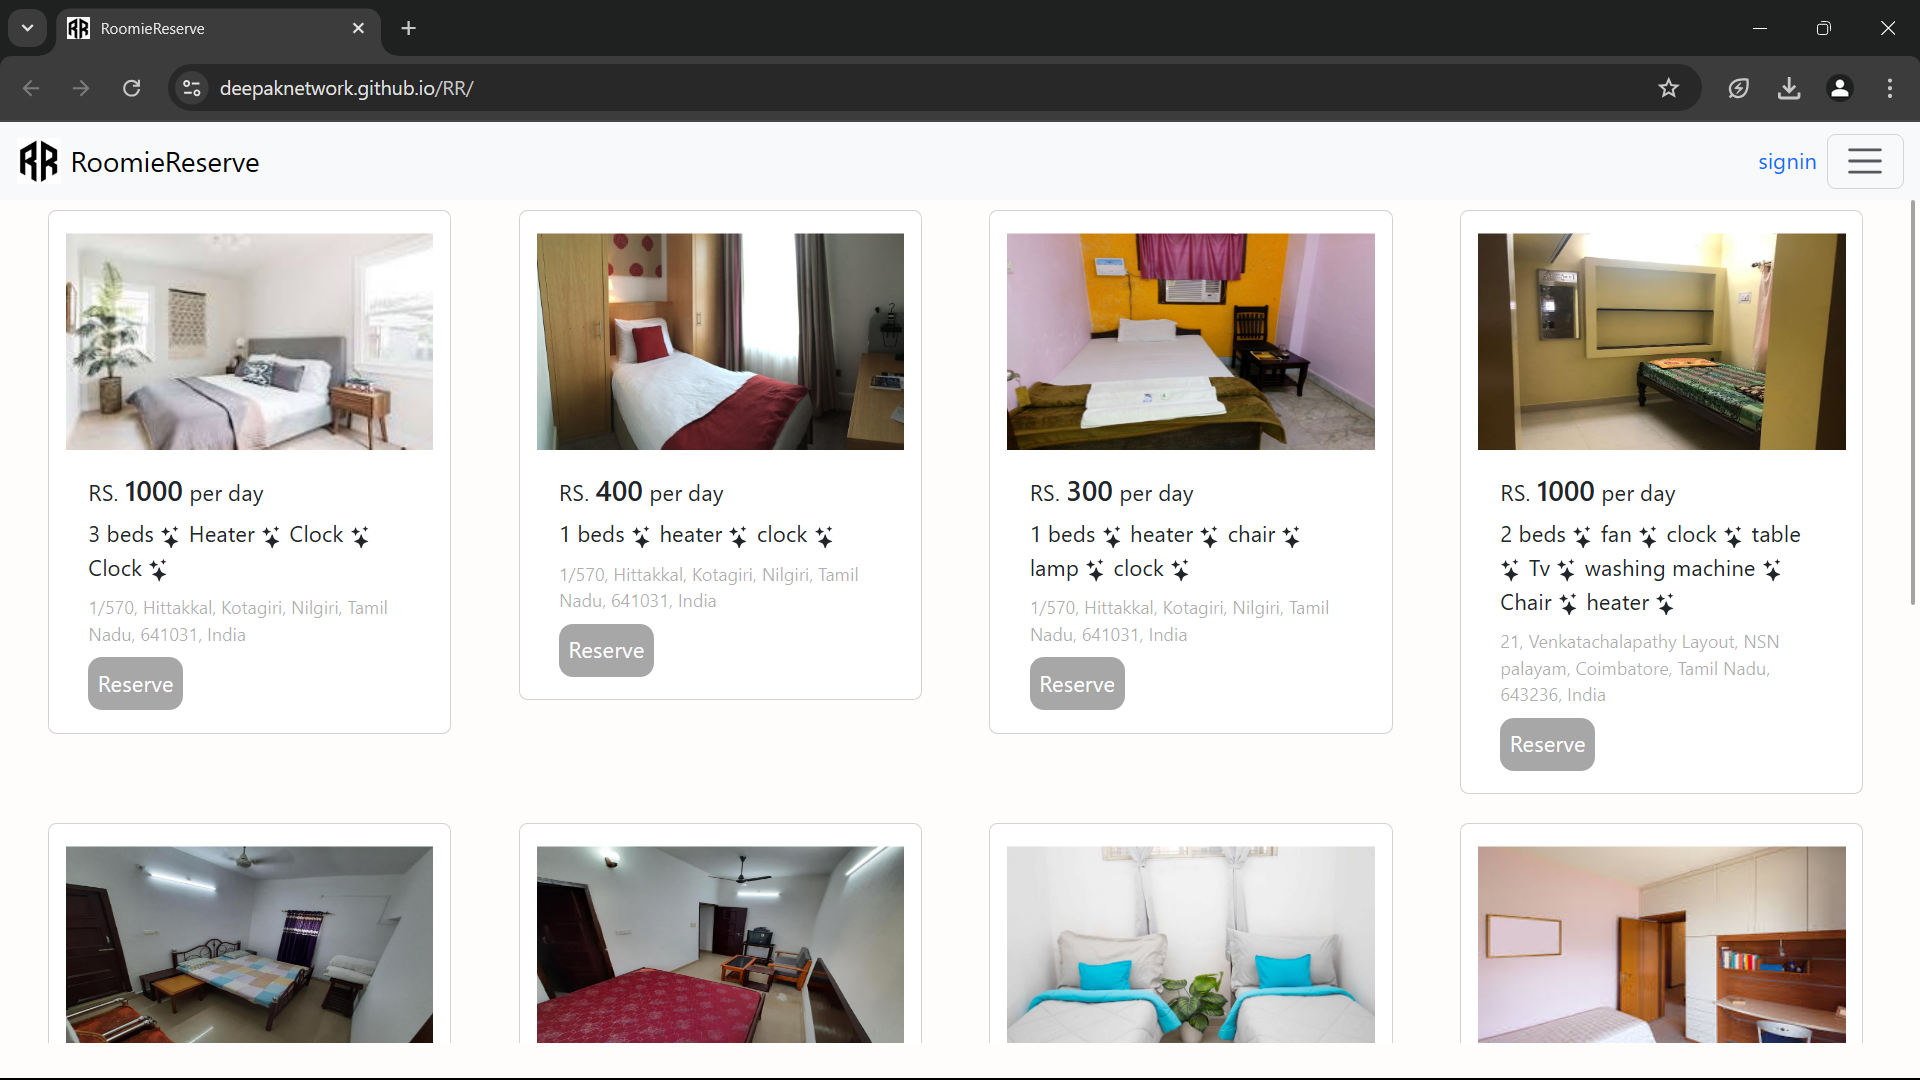 RoomieReserve
deepaknetwork.github.io/RR/
RR RoomieReserve
signin
RS. 1000 per day
3 beds Heater Clock
Clock
1/570, Hittakkal, Kotagiri, Nilgiri, Tamil
Nadu, 641031, India
Reserve
RS. 400 per day
1 beds heater clock
1/570, Hittakkal, Kotagiri, Nilgiri, Tamil
Nadu, 641031, India
Reserve
RS. 300 per day
1 beds heater chair
lamp clock
1/570, Hittakkal, Kotagiri, Nilgiri, Tamil
Nadu, 641031, India
Reserve
RS. 1000 per day
2 beds fan clock table
Tv washing machine
Chair heater
21, Venkatachalapathy Layout, NSN
palayam, Coimbatore, Tamil Nadu,
643236, India
Reserve